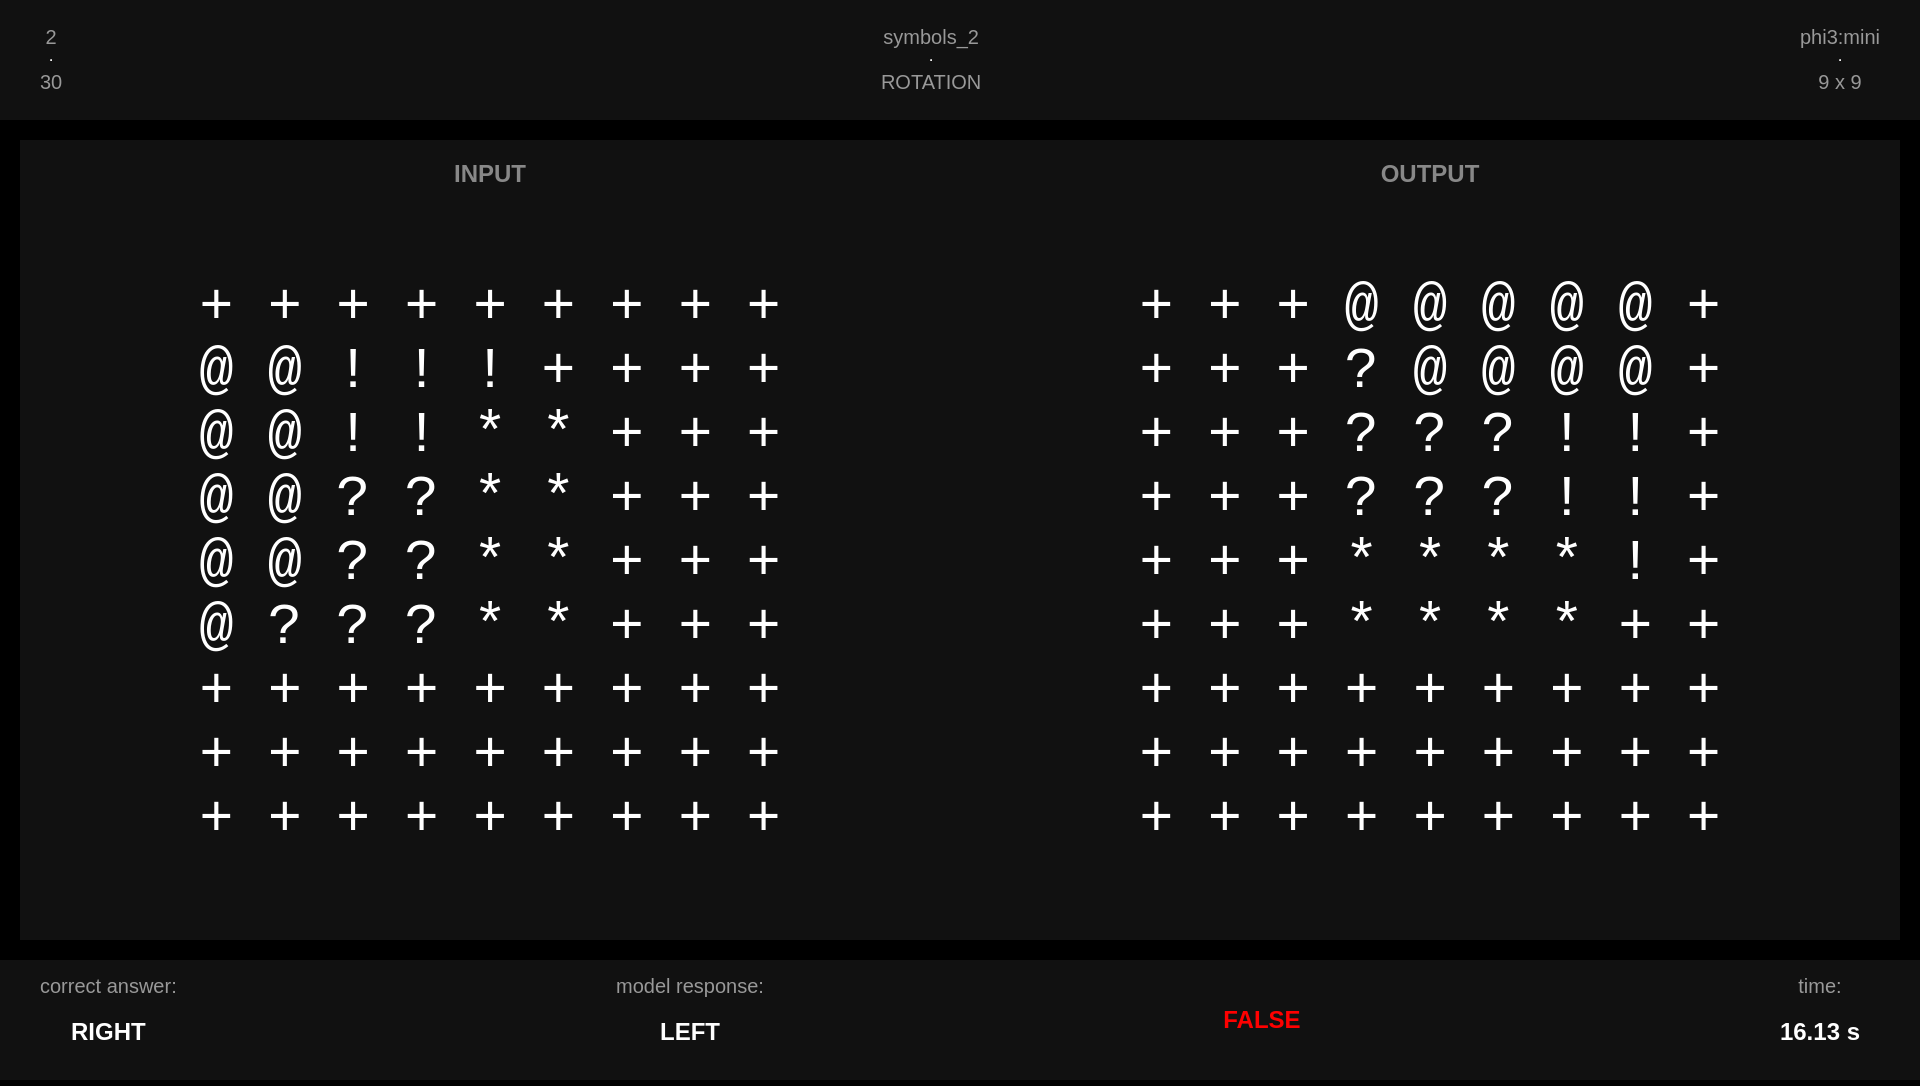 2 symbols_2 phi3:mini
. . .
30 ROTATION 9 x 9
INPUT OUTPUT
+ + + + + + + + + + + + @ @ @ @ @ +
@ @ ! ! ! + + + + + + + ? @ @ @ @ +
@ @ ! ! * * + + + + + + ? ? ? ! ! +
@ @ ? ? * * + + + + + + ? ? ? ! ! +
@ @ ? ? * * + + + + + + * * * * ! +
@ ? ? ? * * + + + + + + * * * * + +
+ + + + + + + + + + + + + + + + + +
+ + + + + + + + + + + + + + + + + +
+ + + + + + + + + + + + + + + + + +
correct answer: model response: time:
RIGHT LEFT FALSE 16.13 s